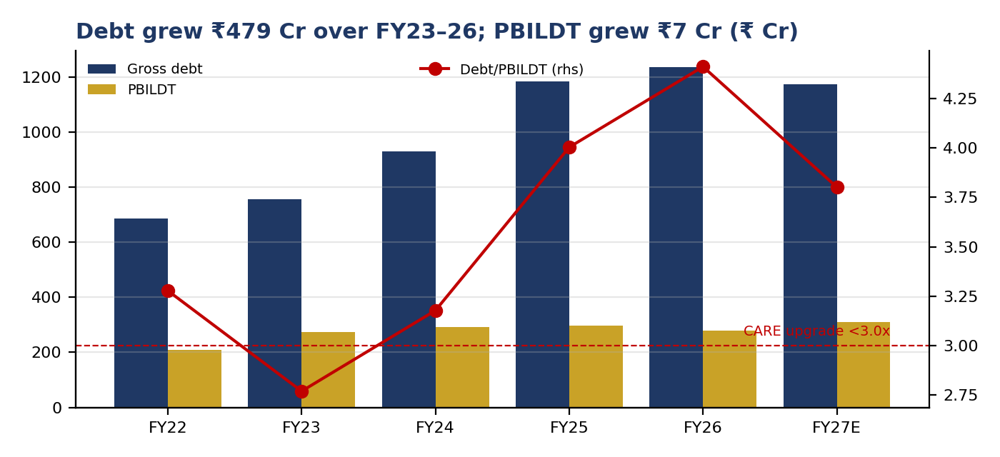 Debt grew ₹479 Cr over FY23–26; PBILDT grew ₹7 Cr (₹ Cr)
Gross debt
PBILDT
Debt/PBILDT (rhs)
1200
1000
800
600
400
200
0
4.25
4.00
3.75
3.50
3.25
3.00
2.75
CARE upgrade <3.0x
FY22
FY23
FY24
FY25
FY26
FY27E